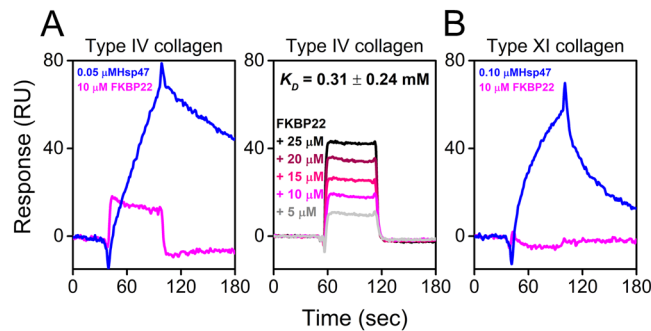 A
Type IV collagen
Type IV collagen
B
Type XI collagen
Response (RU)
80
40
0
0.05 μMHsp47
10 μM FKBP22
K_D = 0.31 ± 0.24 mM
FKBP22
+ 25 μM
+ 20 μM
+ 15 μM
+ 10 μM
+ 5 μM
80
40
0
0.10 μMHsp47
10 μM FKBP22
0 60 120 180
0 60 120 180
0 60 120 180
Time (sec)